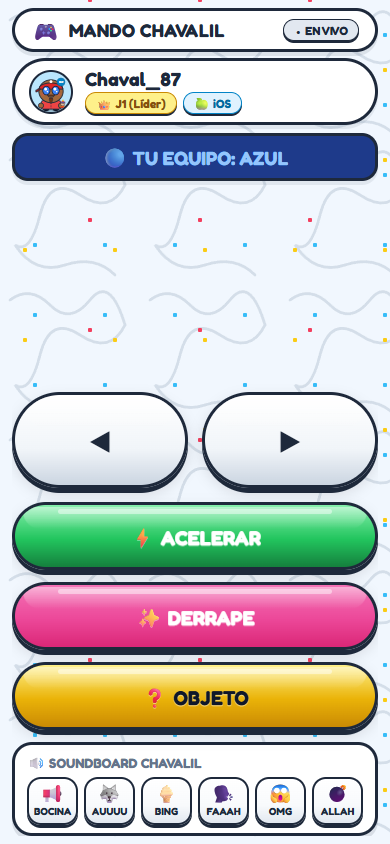 MANDO CHAVALIL
• EN VIVO
Chaval__87
J1 (Líder)
iOS
TU EQUIPO: AZUL
ACELERAR
DERRAPE
OBJETO
SOUNDBOARD CHAVALIL
BOCINA
AUUUU
BING
FAAAH
OMG
ALLAH